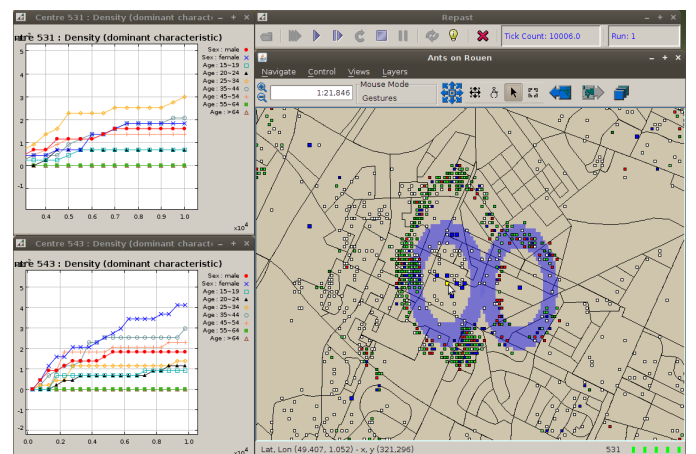 Centre 531 : Density (dominant charact
ntre 531 : Density (dominant characteristic)
Sex : male
Sex : female
Age : 15-19
Age : 20-24
Age : 25-34
Age : 35-44
Age : 45-54
Age : 55-64
Age : >64
5
4
3
2
1
0
-1
0.4 0.5 0.6 0.7 0.8 0.9 1.0
x10⁴
Centre 543 : Density (dominant charact
ntre 543 : Density (dominant characteristic)
Sex : male
Sex : female
Age : 15-19
Age : 20-24
Age : 25-34
Age : 35-44
Age : 45-54
Age : 55-64
Age : >64
5
4
3
2
1
0
-1
-2
0.0 0.2 0.4 0.6 0.8 1.0
Repast
Tick Count: 10006.0
Run: 1
Ants on Rouen
Navigate Control Views Layers
1:21,846
Mouse Mode
Gestures
Lat, Lon (49.407, 1.052) - x, y (321,296)
531